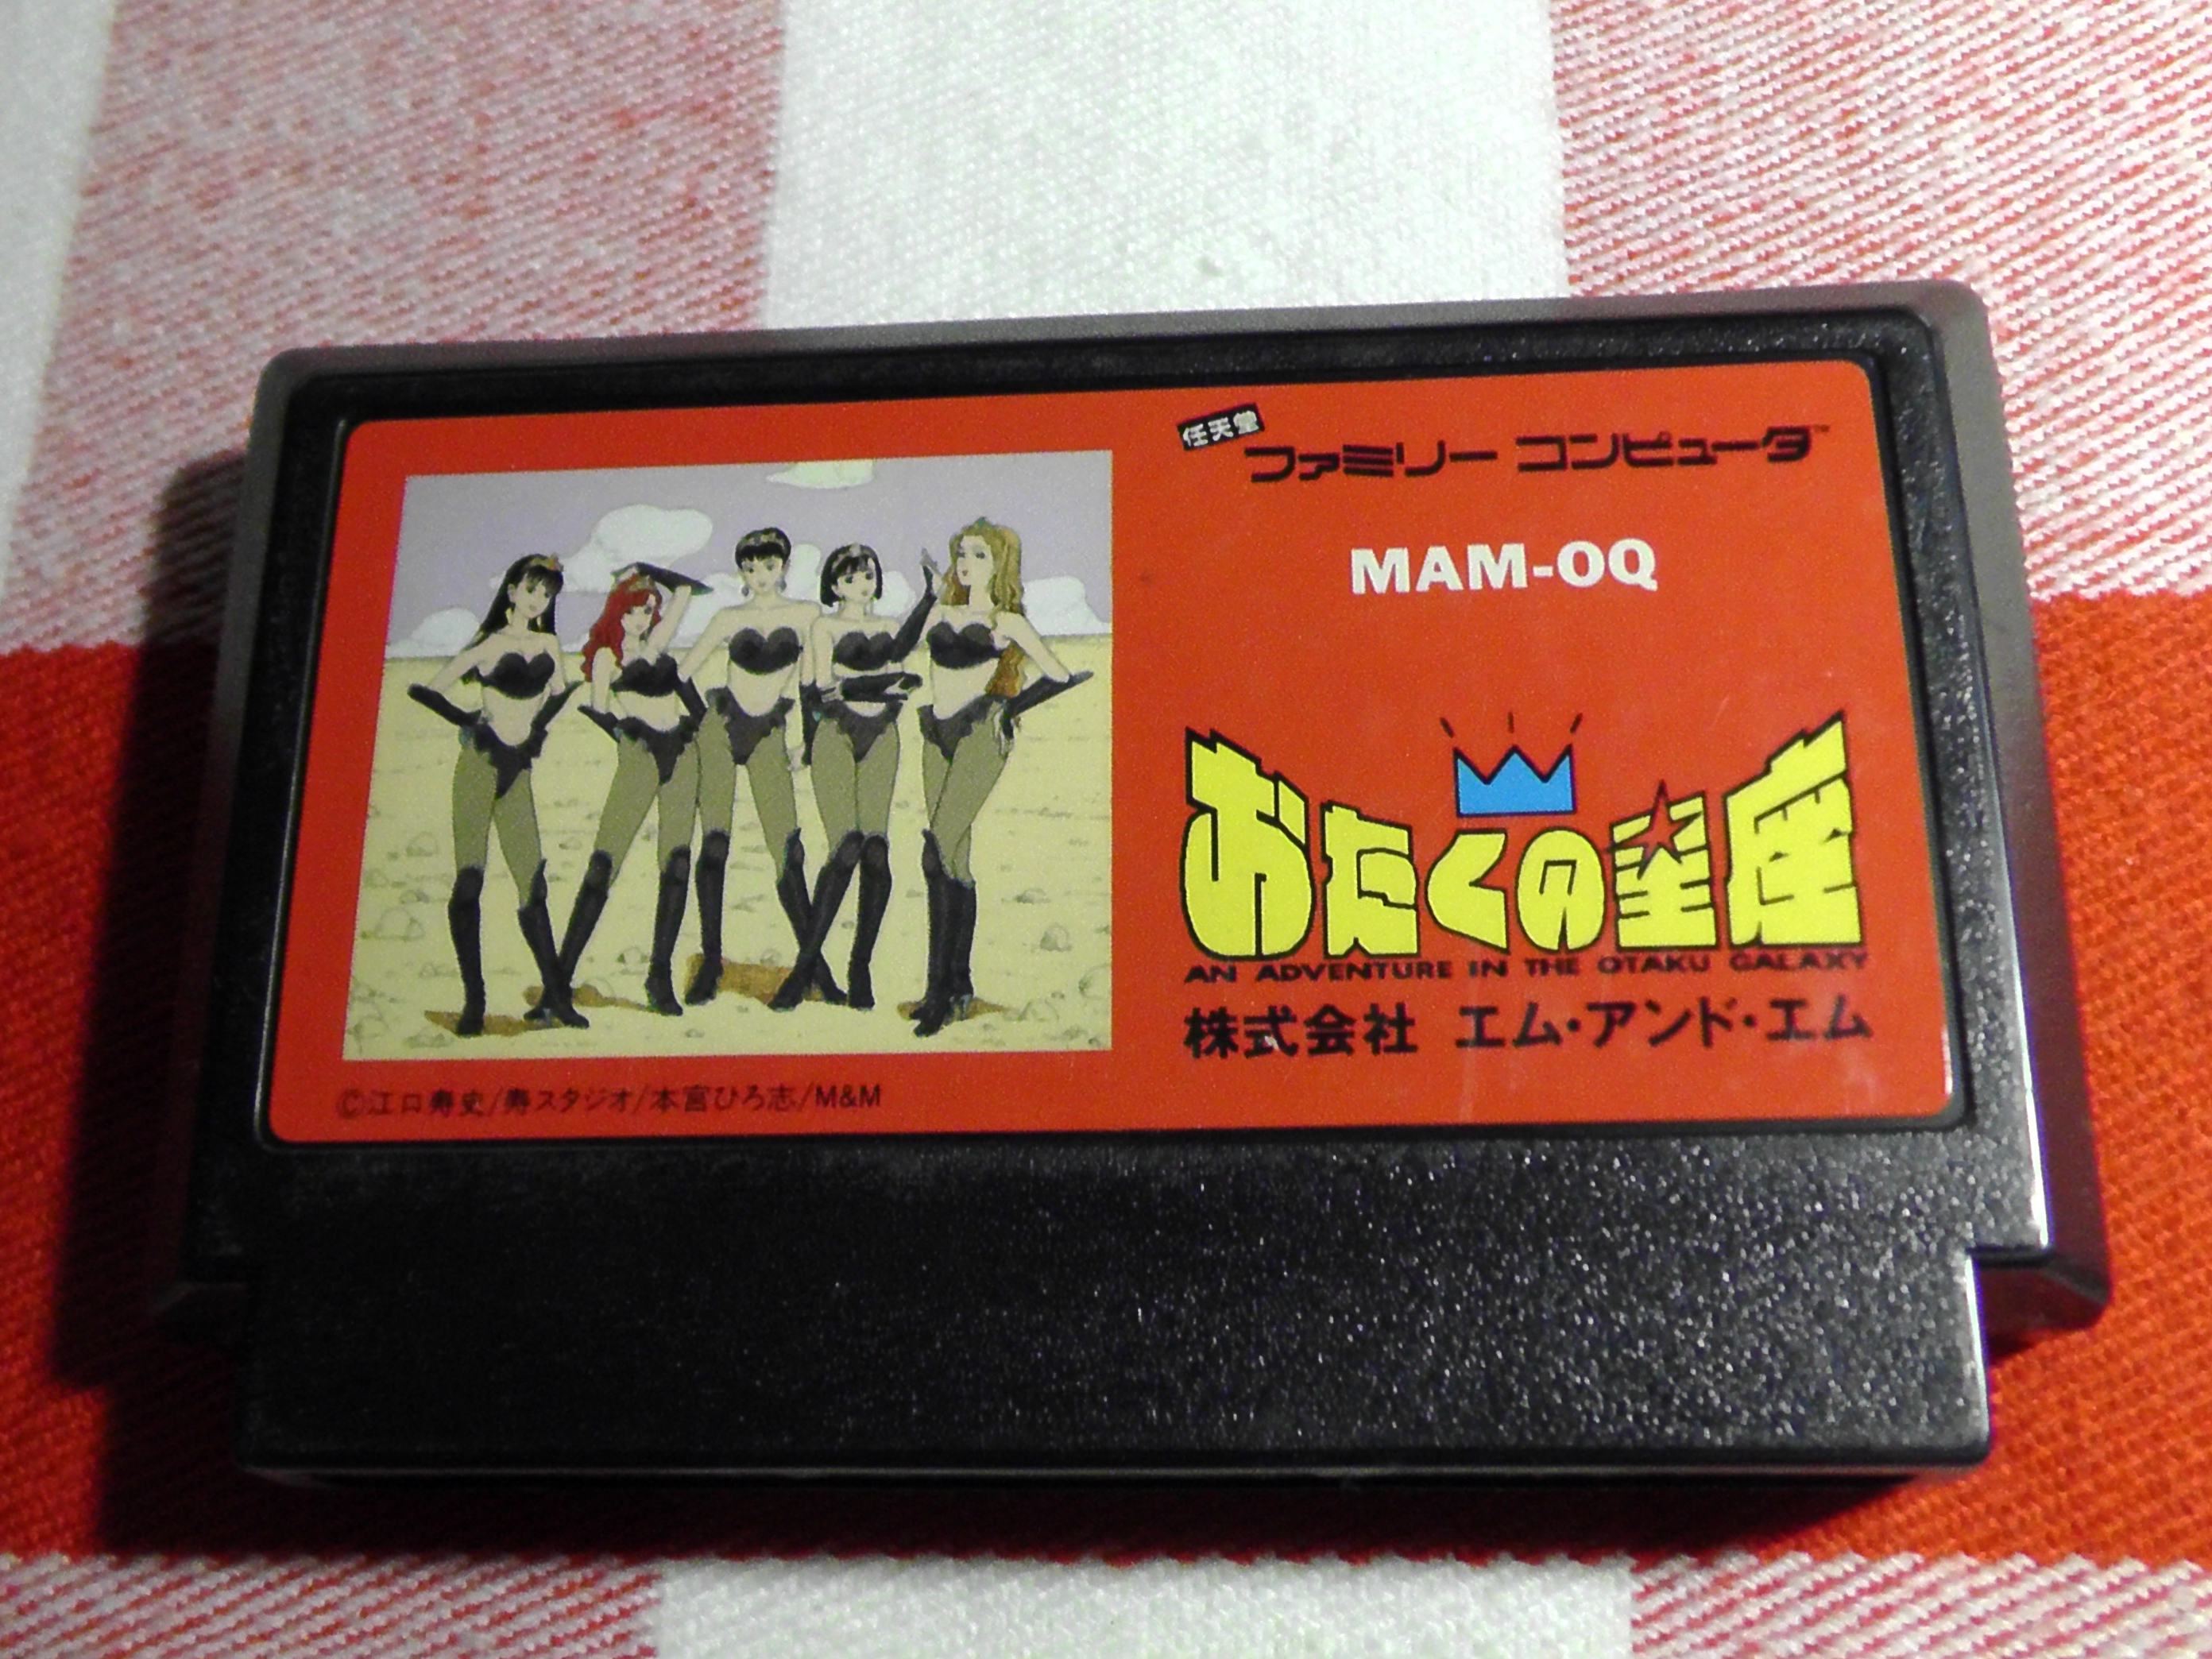 任天堂
ファミリー コンピュータ™
MAM-OQ
おたくの星座
AN ADVENTURE IN THE OTAKU GALAXY
株式会社 エム・アンド・エム
©江口寿史/寿スタジオ/本宮ひろ志/M&M